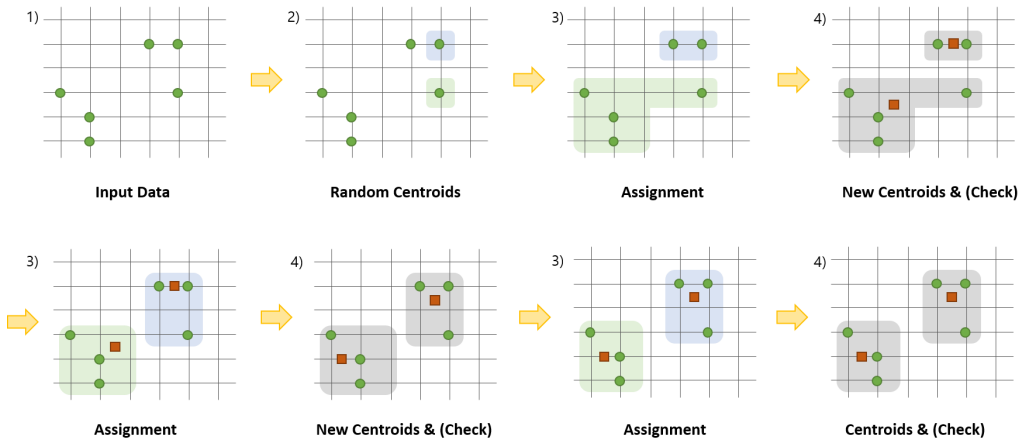 1)
2)
3)
4)
Input Data
Random Centroids
Assignment
New Centroids & (Check)
3)
4)
3)
4)
Assignment
New Centroids & (Check)
Assignment
Centroids & (Check)